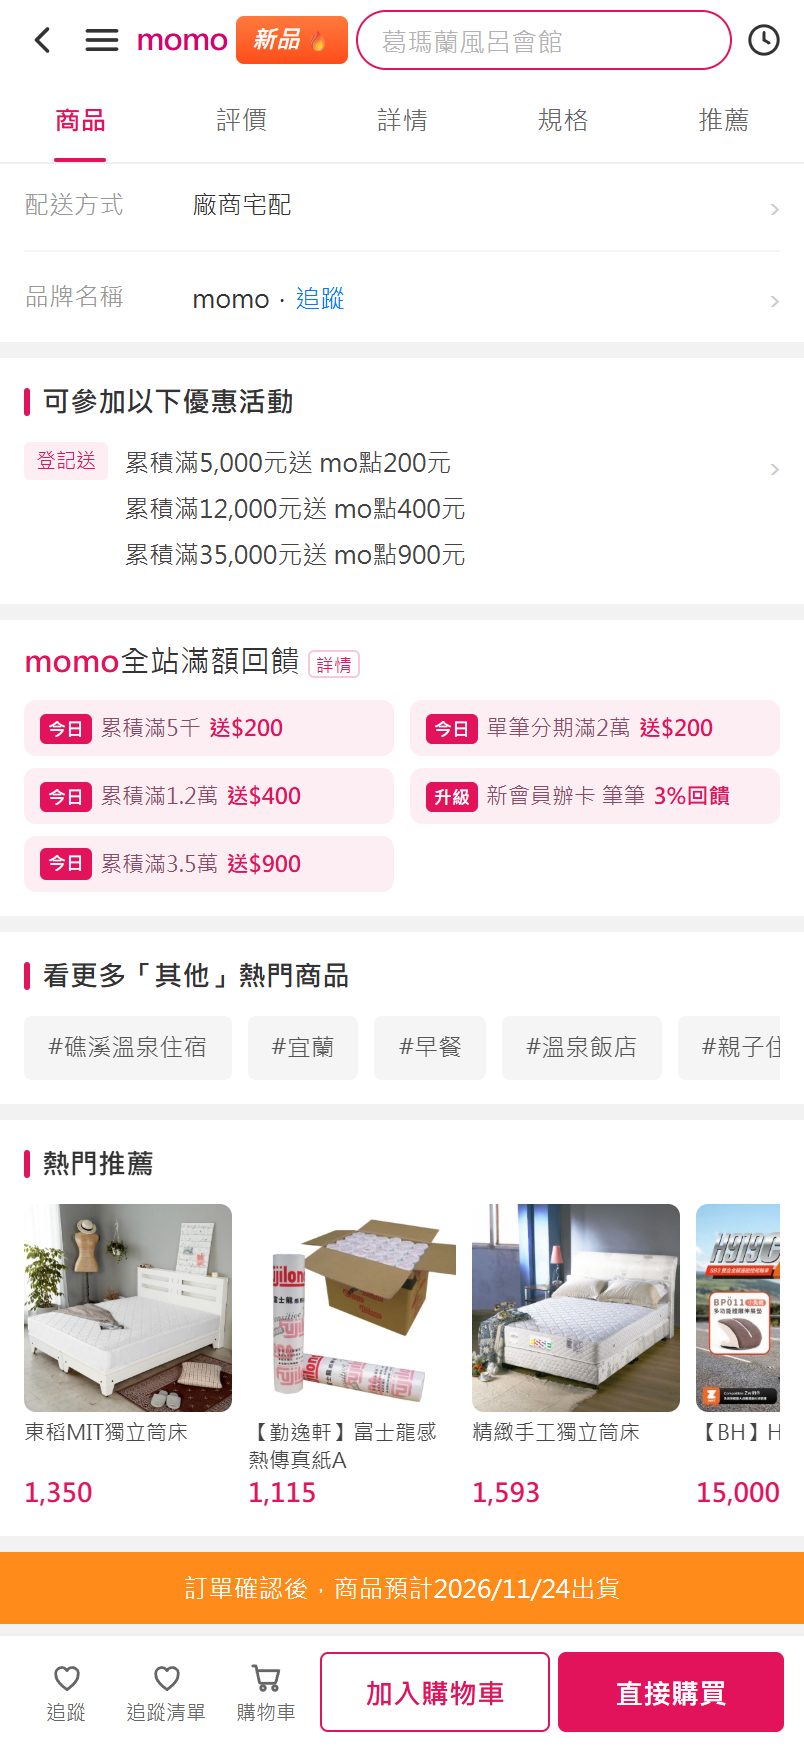 momo 新品 葛瑪蘭風呂會館
商品 評價 詳情 規格 推薦
配送方式 廠商宅配
品牌名稱 momo · 追蹤
可參加以下優惠活動
登記送 累積滿5,000元送 mo點200元
累積滿12,000元送 mo點400元
累積滿35,000元送 mo點900元
momo全站滿額回饋 詳情
今日 累積滿5千 送$200
今日 單筆分期滿2萬 送$200
今日 累積滿1.2萬 送$400
升級 新會員辦卡 筆筆 3%回饋
今日 累積滿3.5萬 送$900
看更多「其他」熱門商品
#礁溪溫泉住宿 #宜蘭 #早餐 #溫泉飯店 #親子住
熱門推薦
H919C
BP011
東稻MIT獨立筒床
【勤逸軒】富士龍感
熱傳真紙A
精緻手工獨立筒床
【BH】H
1,350 1,115 1,593 15,000
訂單確認後，商品預計2026/11/24出貨
追蹤 追蹤清單 購物車 加入購物車 直接購買